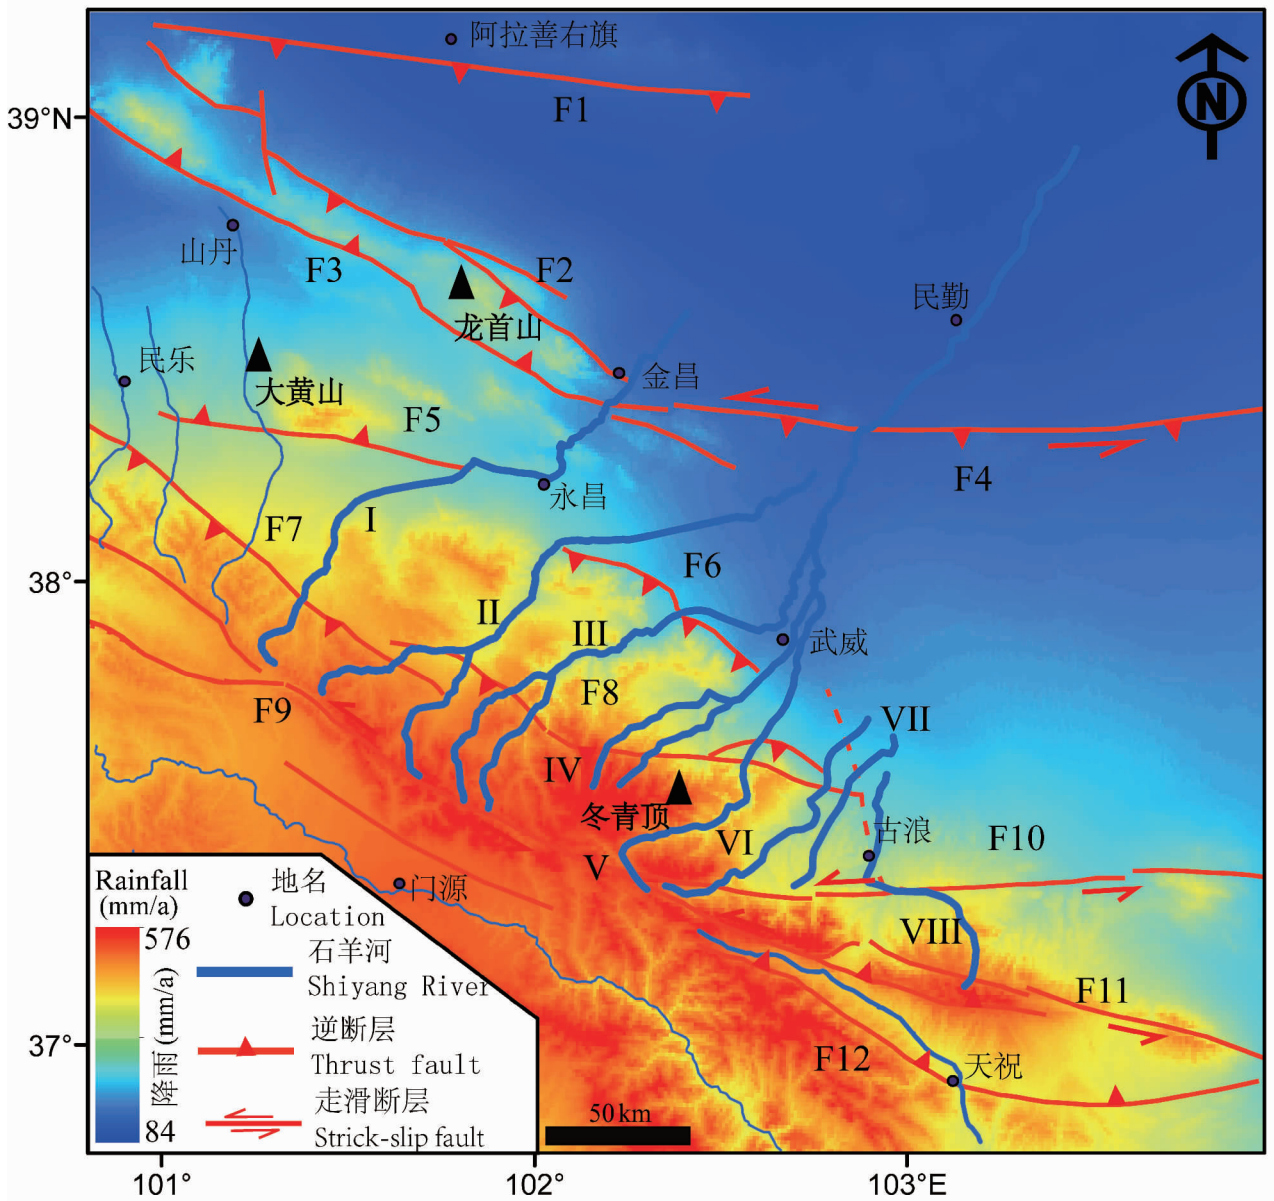 阿拉善右旗
N
F1
39°N
山丹
F3
F2
民勤
龙首山
民乐
大黄山
金昌
F5
F4
永昌
I
F7
F6
38°
II
III
武威
F8
F9
VII
IV
冬青顶
古浪
F10
VI
V
门源
VIII
F11
37°
F12
天祝
Rainfall
(mm/a)
576
降雨 (mm/a)
84
地名
Location
石羊河
Shiyang River
逆断层
Thrust fault
走滑断层
Strick-slip fault
50 km
101°
102°
103°E